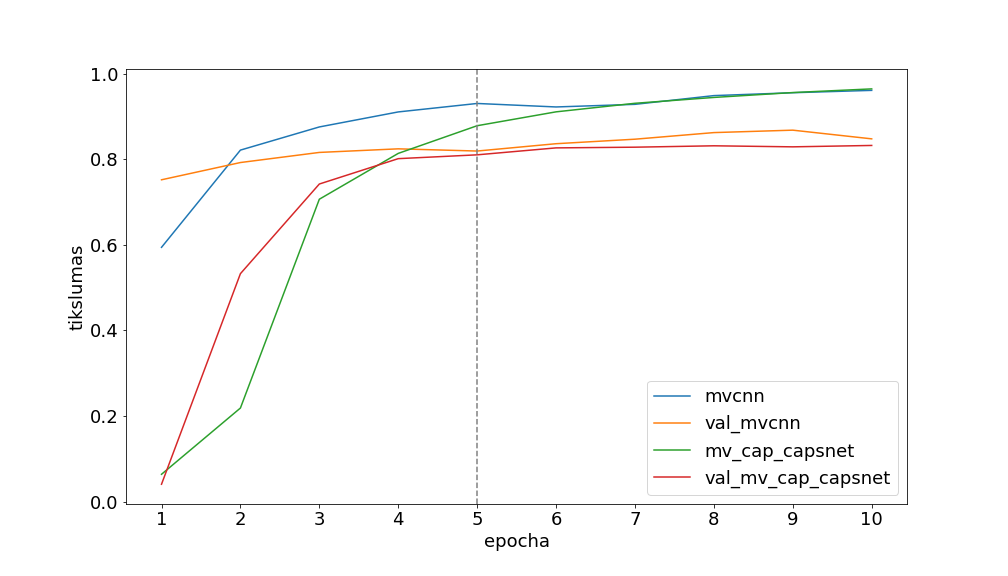 1.0
0.8
0.6
0.4
0.2
0.0
tikslumas
1 2 3 4 5 6 7 8 9 10
epocha
mvcnn
val_mvcnn
mv_cap_capsnet
val_mv_cap_capsnet